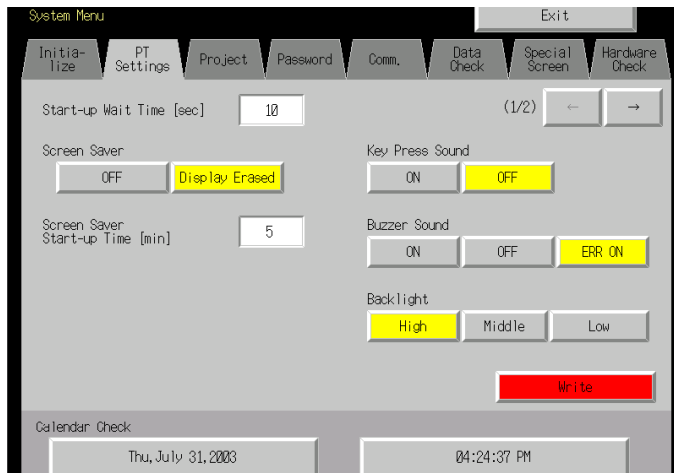 System Menu
Exit
Initia-
lize
PT
Settings
Project
Password
Comm.
Data
Check
Special
Screen
Hardware
Check
Start-up Wait Time [sec]
10
(1/2)
←
→
Screen Saver
OFF
Display Erased
Key Press Sound
ON
OFF
Screen Saver
Start-up Time [min]
5
Buzzer Sound
ON
OFF
ERR ON
Backlight
High
Middle
Low
Write
Calendar Check
Thu,July 31,2003
04:24:37 PM